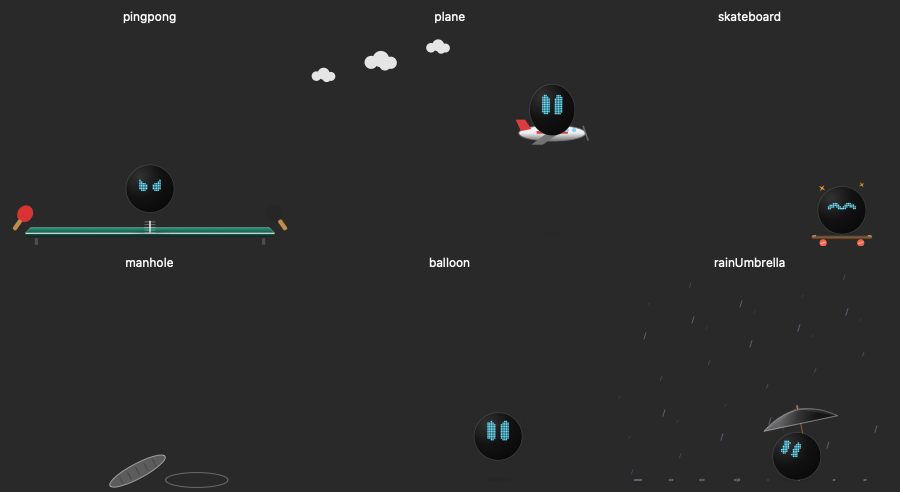 pingpong
plane
skateboard
manhole
balloon
rainUmbrella